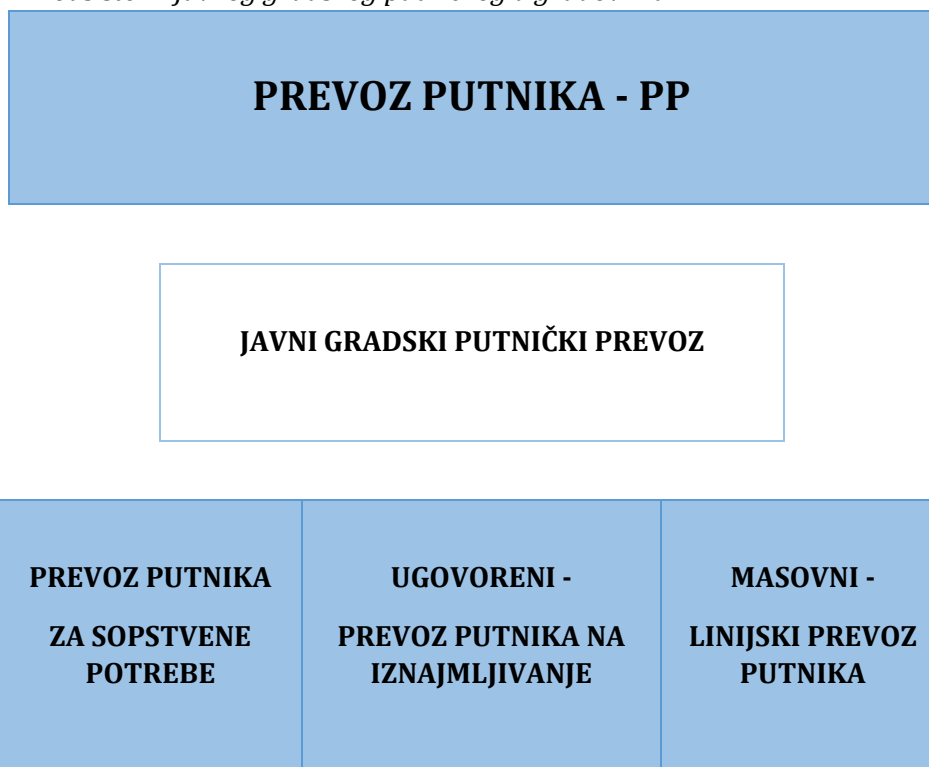 PREVOZ PUTNIKA - PP
JAVNI GRADSKI PUTNIČKI PREVOZ
PREVOZ PUTNIKA
ZA SOPSTVENE
POTREBE
UGOVORENI -
PREVOZ PUTNIKA NA
IZNAJMLJIVANJE
MASOVNI -
LINIJSKI PREVOZ
PUTNIKA